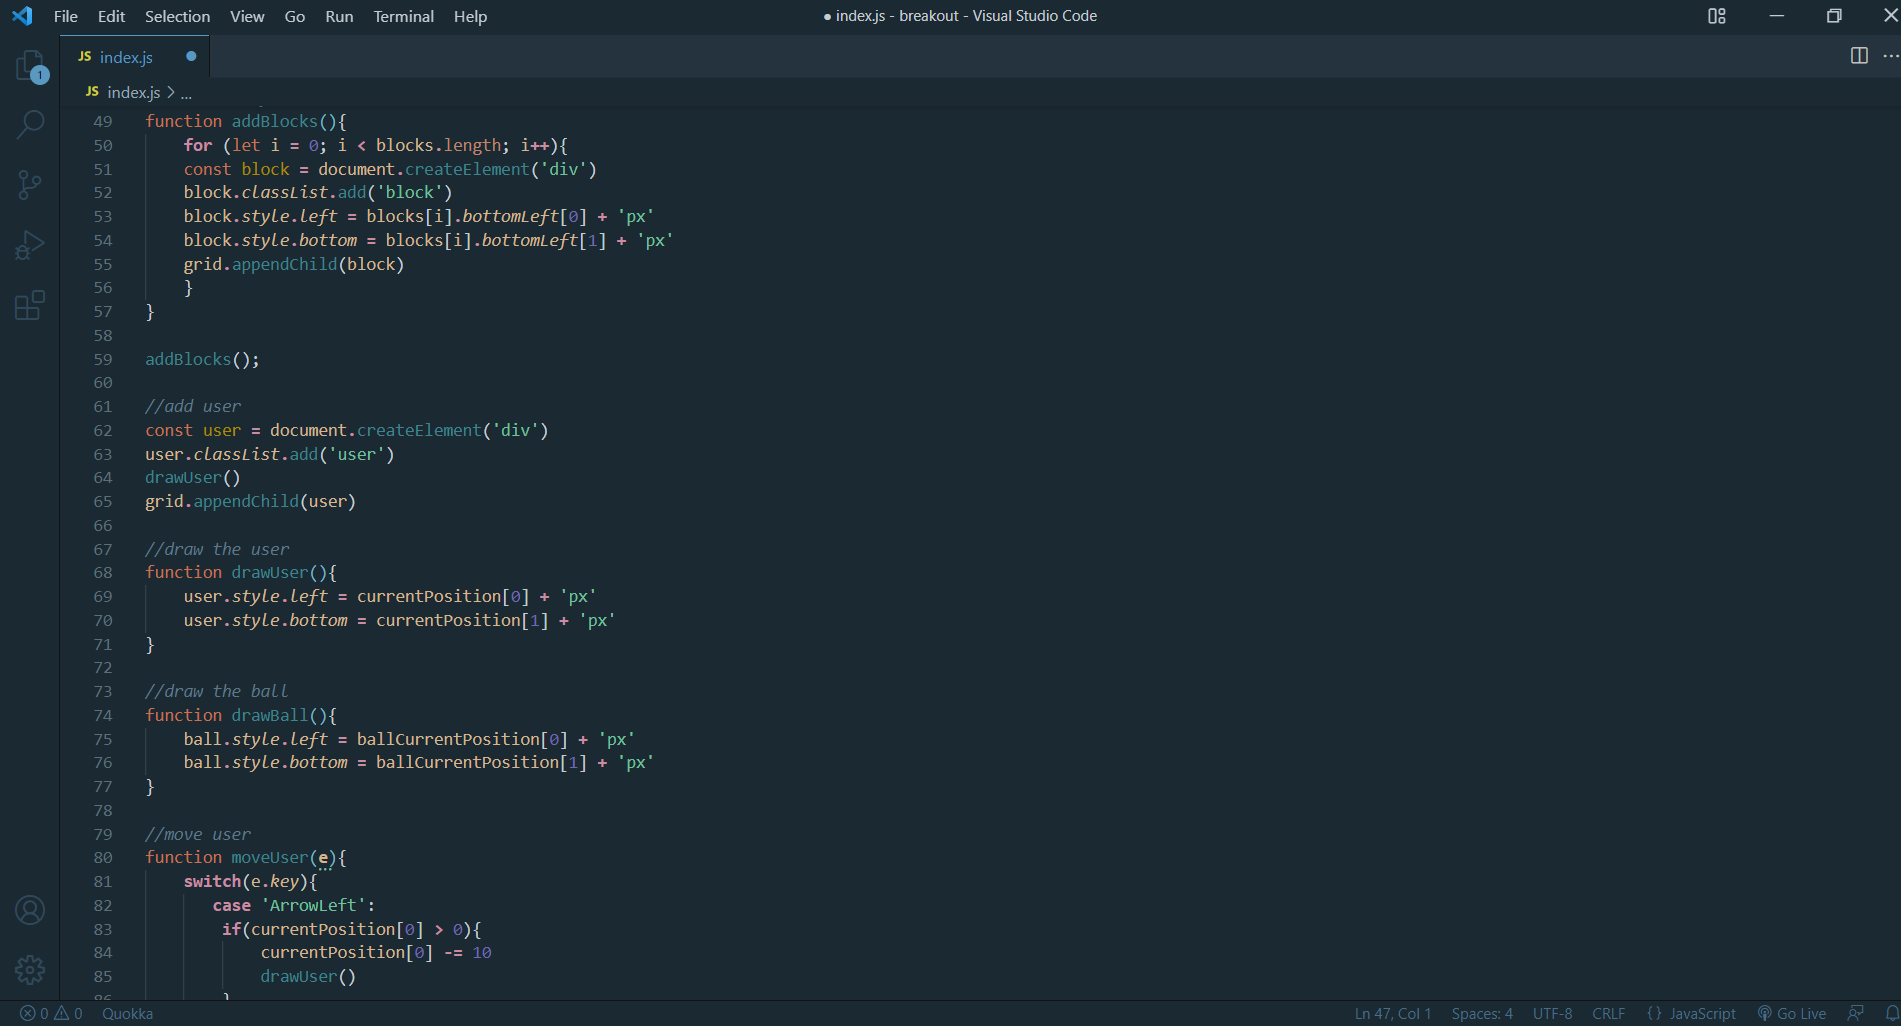 File Edit Selection View Go Run Terminal Help
● index.js - breakout - Visual Studio Code
1
JS index.js ●
JS index.js > ...
49 function addBlocks(){
50     for (let i = 0; i < blocks.length; i++){
51     const block = document.createElement('div')
52     block.classList.add('block')
53     block.style.left = blocks[i].bottomLeft[0] + 'px'
54     block.style.bottom = blocks[i].bottomLeft[1] + 'px'
55     grid.appendChild(block)
56     }
57 }
58
59 addBlocks();
60
61 //add user
62 const user = document.createElement('div')
63 user.classList.add('user')
64 drawUser()
65 grid.appendChild(user)
66
67 //draw the user
68 function drawUser(){
69     user.style.left = currentPosition[0] + 'px'
70     user.style.bottom = currentPosition[1] + 'px'
71 }
72
73 //draw the ball
74 function drawBall(){
75     ball.style.left = ballCurrentPosition[0] + 'px'
76     ball.style.bottom = ballCurrentPosition[1] + 'px'
77 }
78
79 //move user
80 function moveUser(e){
81     switch(e.key){
82        case 'ArrowLeft':
83         if(currentPosition[0] > 0){
84             currentPosition[0] -= 10
85             drawUser()
86         }
0 0 Quokka
Ln 47, Col 1 Spaces: 4 UTF-8 CRLF {} JavaScript Go Live